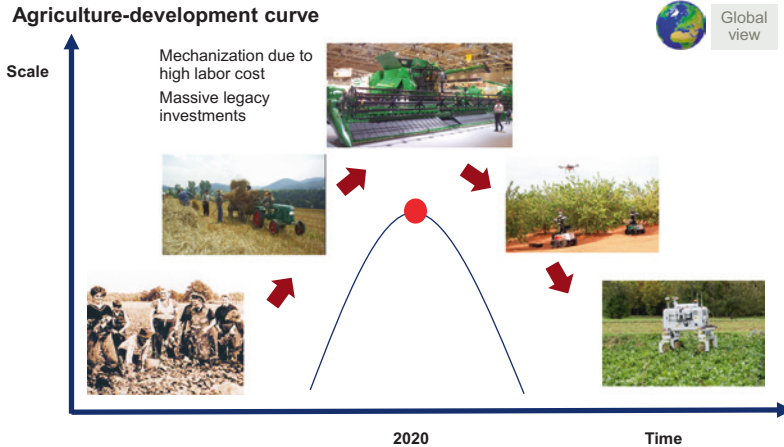 Agriculture-development curve
Global
view
Scale
Mechanization due to
high labor cost
Massive legacy
investments
2020
Time